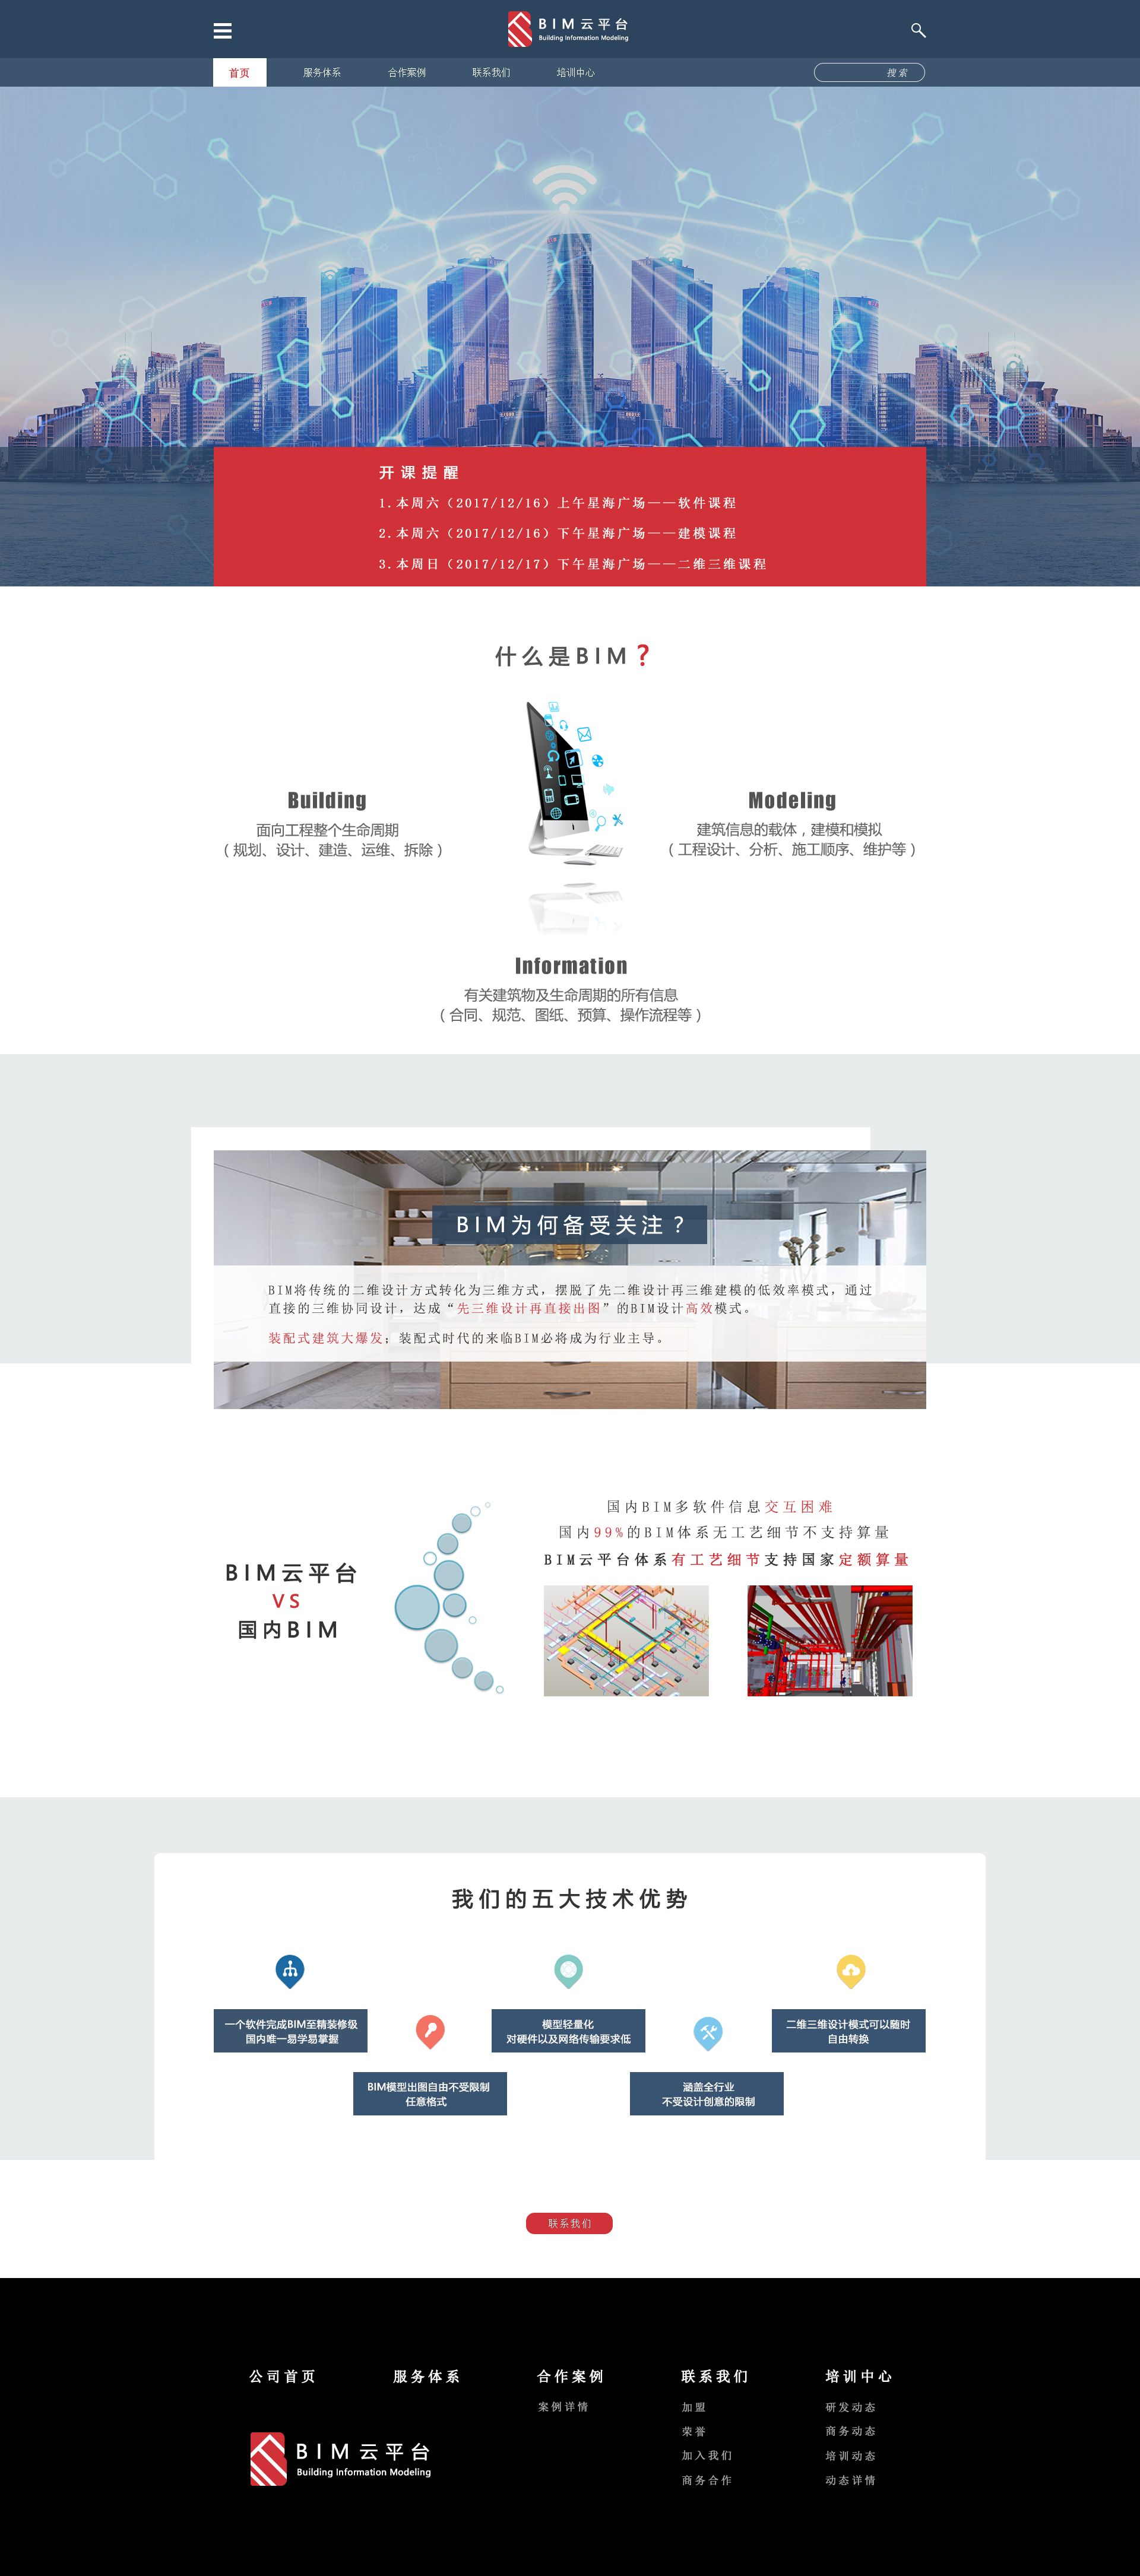 BIM云平台
Building Information Modeling
首页
服务体系
合作案例
联系我们
培训中心
搜索
开课提醒
1.本周六（2017/12/16）上午星海广场——软件课程
2.本周六（2017/12/16）下午星海广场——建模课程
3.本周日（2017/12/17）下午星海广场——二维三维课程
什么是BIM？
Building
面向工程整个生命周期
（规划、设计、建造、运维、拆除）
Modeling
建筑信息的载体，建模和模拟
（工程设计、分析、施工顺序、维护等）
Information
有关建筑物及生命周期的所有信息
（合同、规范、图纸、预算、操作流程等）
BIM为何备受关注？
BIM将传统的二维设计方式转化为三维方式，摆脱了先二维设计再三维建模的低效率模式，通过
直接的三维协同设计，达成“先三维设计再直接出图”的BIM设计高效模式。
装配式建筑大爆发；装配式时代的来临BIM必将成为行业主导。
BIM云平台
VS
国内BIM
国内BIM多软件信息交互困难
国内99%的BIM体系无工艺细节不支持算量
BIM云平台体系有工艺细节支持国家定额算量
我们的五大技术优势
一个软件完成BIM至精装修级
国内唯一易学易掌握
模型轻量化
对硬件以及网络传输要求低
二维三维设计模式可以随时
自由转换
BIM模型出图自由不受限制
任意格式
涵盖全行业
不受设计创意的限制
联系我们
公司首页
服务体系
合作案例
案例详情
联系我们
加盟
荣誉
加入我们
商务合作
培训中心
研发动态
商务动态
培训动态
动态详情
BIM云平台
Building Information Modeling